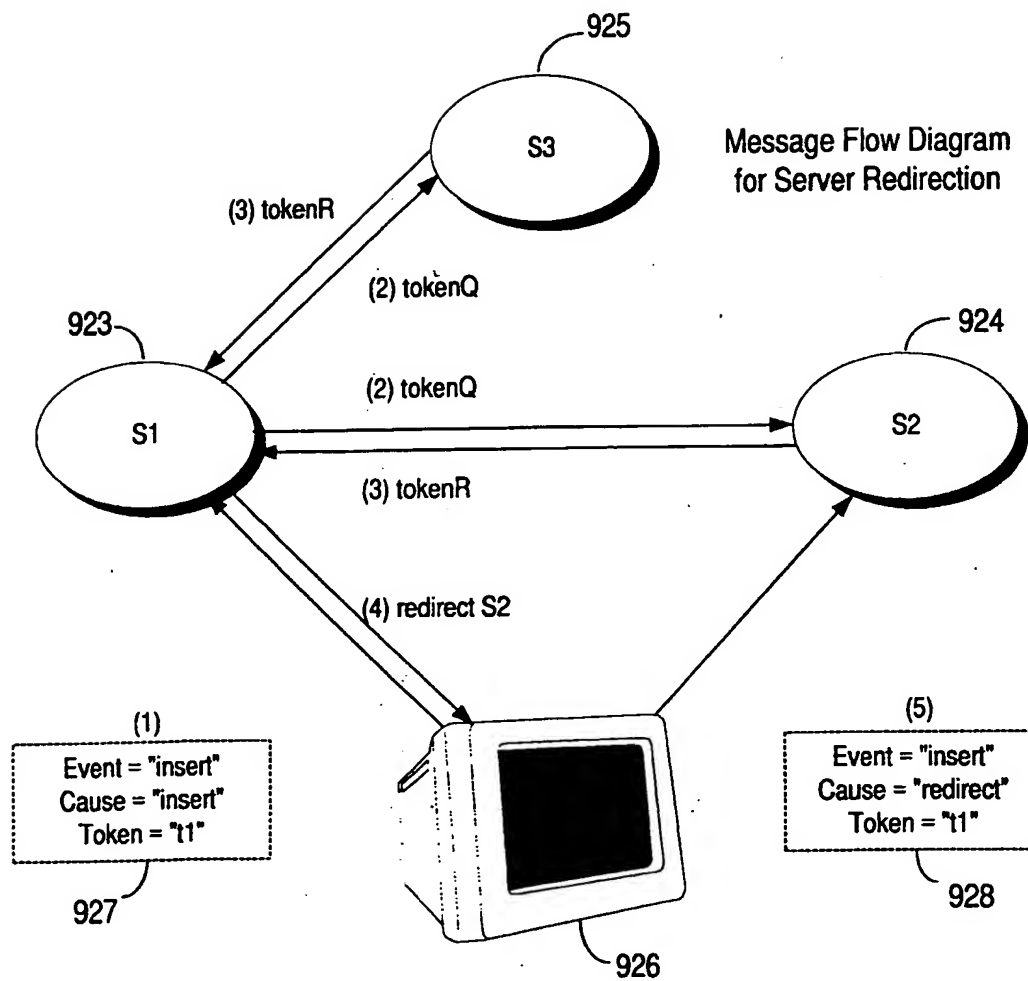 925
S3
Message Flow Diagram
for Server Redirection
(3) tokenR
(2) tokenQ
923
924
(2) tokenQ
S1
S2
(3) tokenR
(4) redirect S2
(1)
Event = "insert"
Cause = "insert"
Token = "t1"
927
(5)
Event = "insert"
Cause = "redirect"
Token = "t1"
928
926